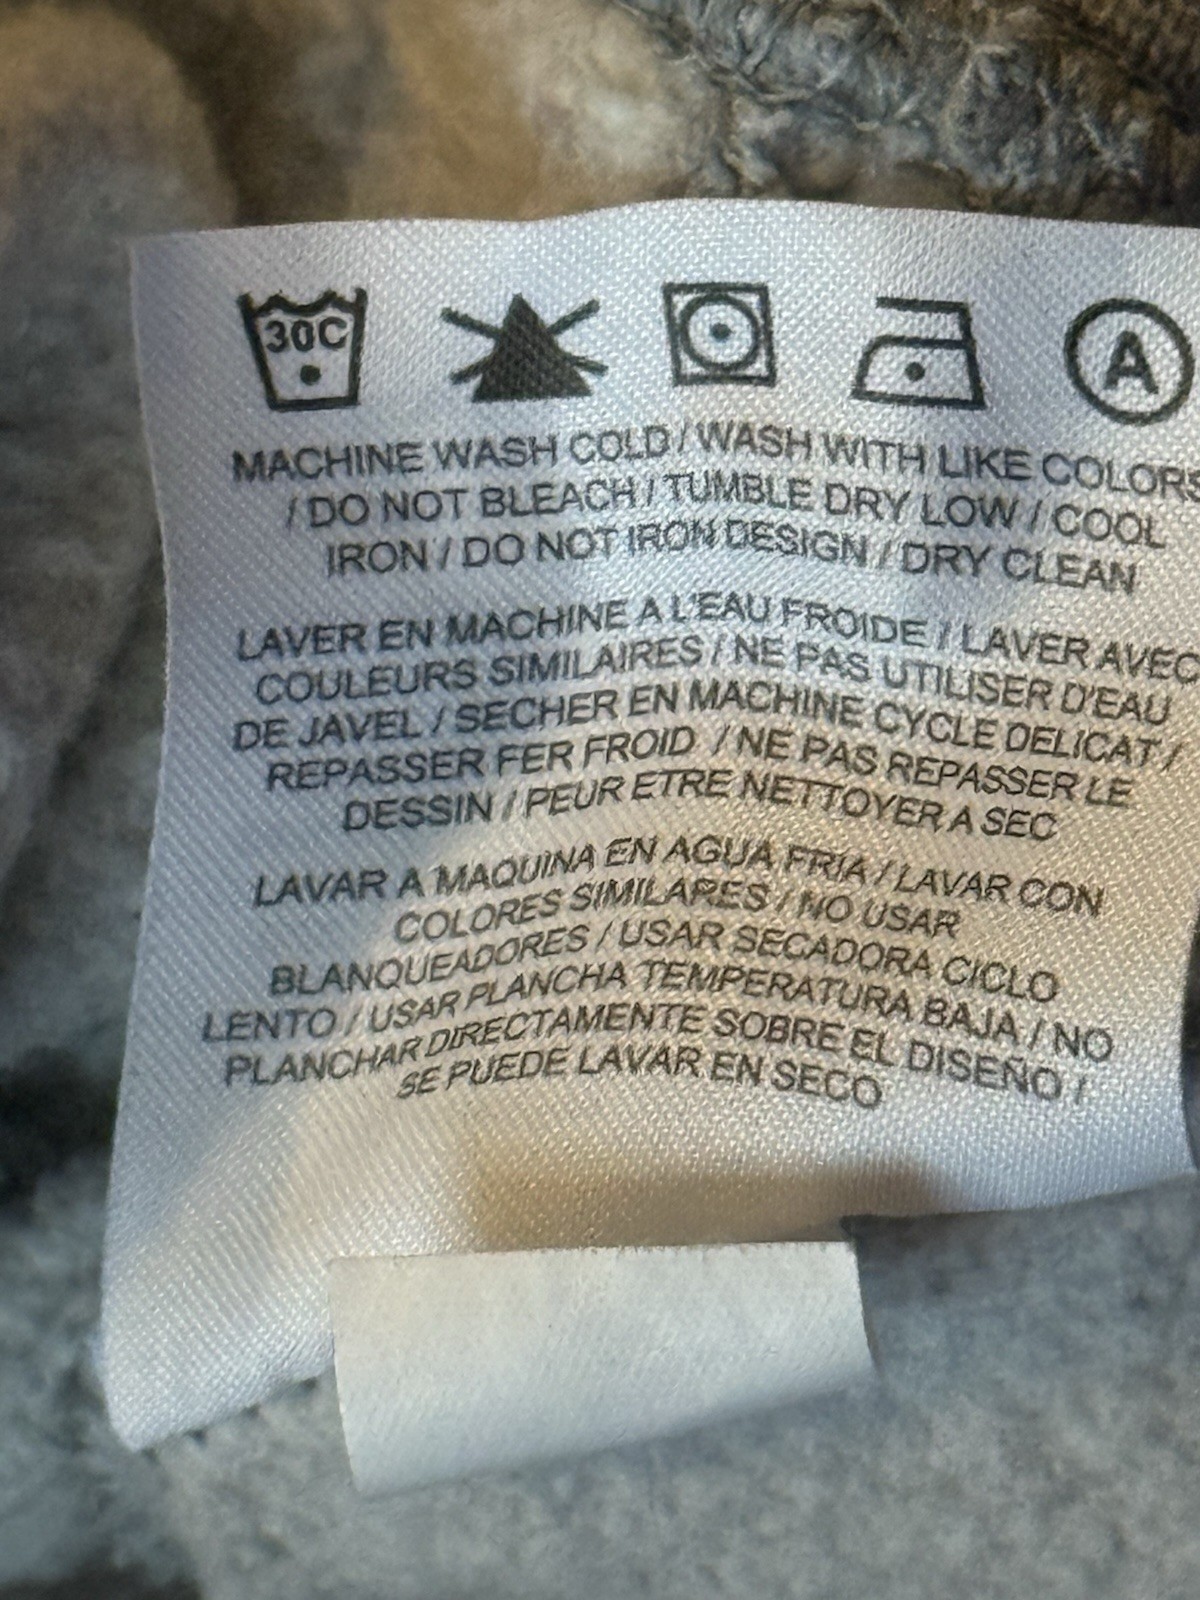 30C
A
MACHINE WASH COLD / WASH WITH LIKE COLORS
/ DO NOT BLEACH / TUMBLE DRY LOW / COOL
IRON / DO NOT IRON DESIGN / DRY CLEAN
LAVER EN MACHINE A L'EAU FROIDE / LAVER AVEC
COULEURS SIMILAIRES / NE PAS UTILISER D'EAU
DE JAVEL / SECHER EN MACHINE CYCLE DELICAT /
REPASSER FER FROID / NE PAS REPASSER LE
DESSIN / PEUR ETRE NETTOYER A SEC
LAVAR A MAQUINA EN AGUA FRIA / LAVAR CON
COLORES SIMILARES / NO USAR
BLANQUEADORES / USAR SECADORA CICLO
LENTO / USAR PLANCHA TEMPERATURA BAJA / NO
PLANCHAR DIRECTAMENTE SOBRE EL DISEÑO /
SE PUEDE LAVAR EN SECO